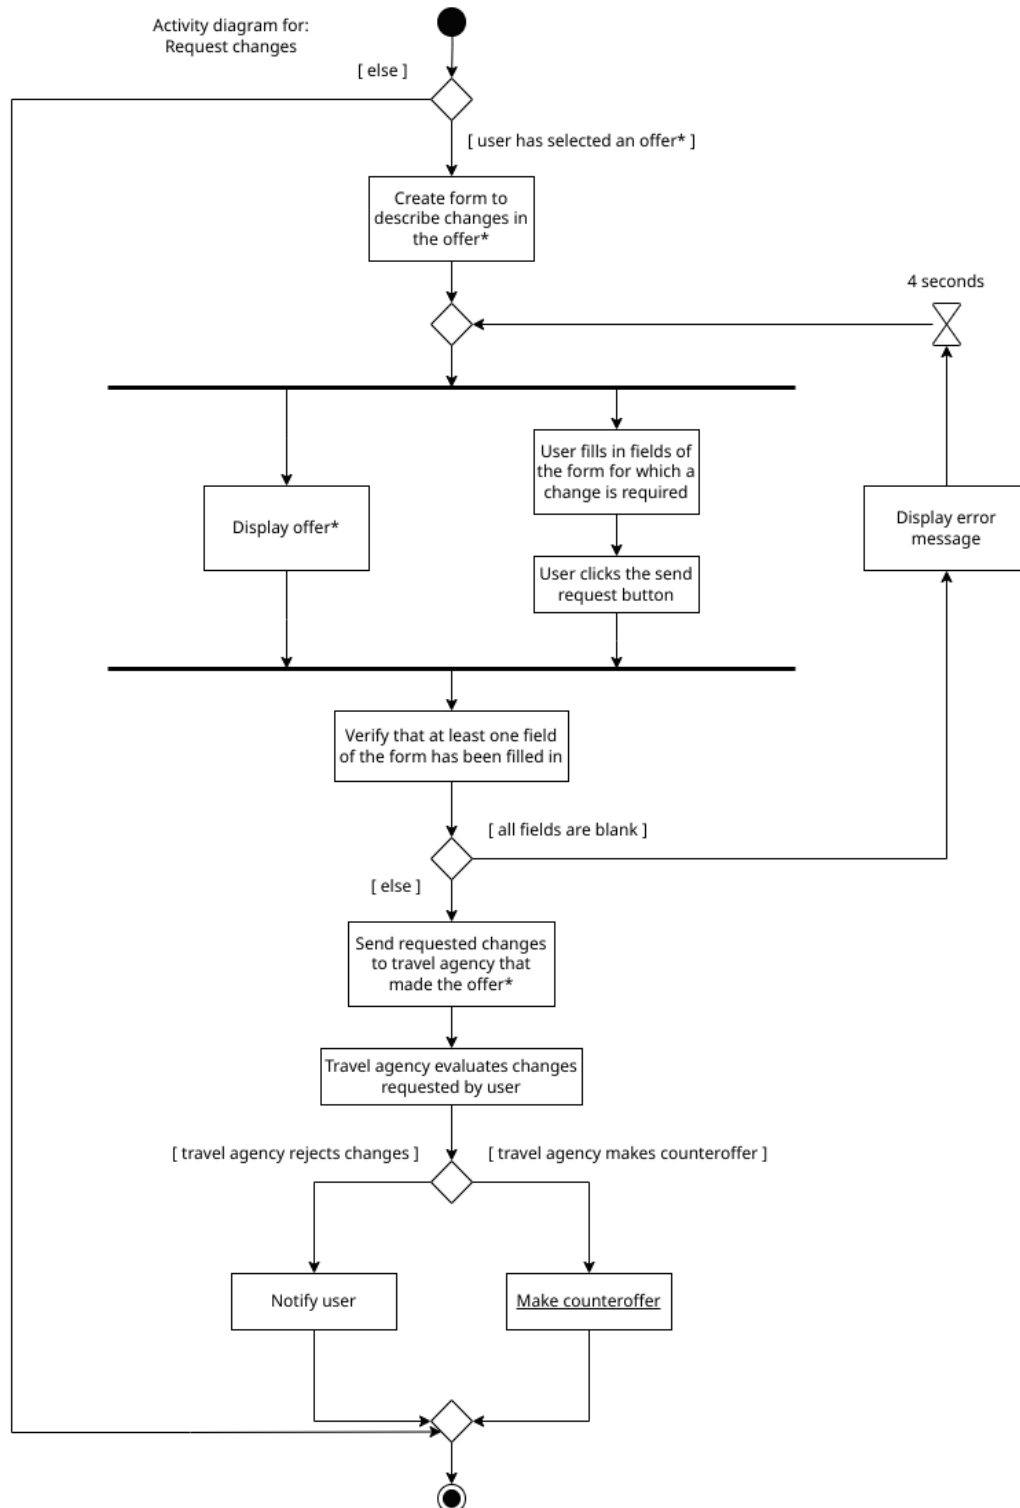 Activity diagram for:
Request changes
[ else ]
[ user has selected an offer* ]
Create form to
describe changes in
the offer*
4 seconds
User fills in fields of
the form for which a
change is required
Display offer*
Display error
message
User clicks the send
request button
Verify that at least one field
of the form has been filled in
[ all fields are blank ]
[ else ]
Send requested changes
to travel agency that
made the offer*
Travel agency evaluates changes
requested by user
[ travel agency rejects changes ]
[ travel agency makes counteroffer ]
Notify user
Make counteroffer